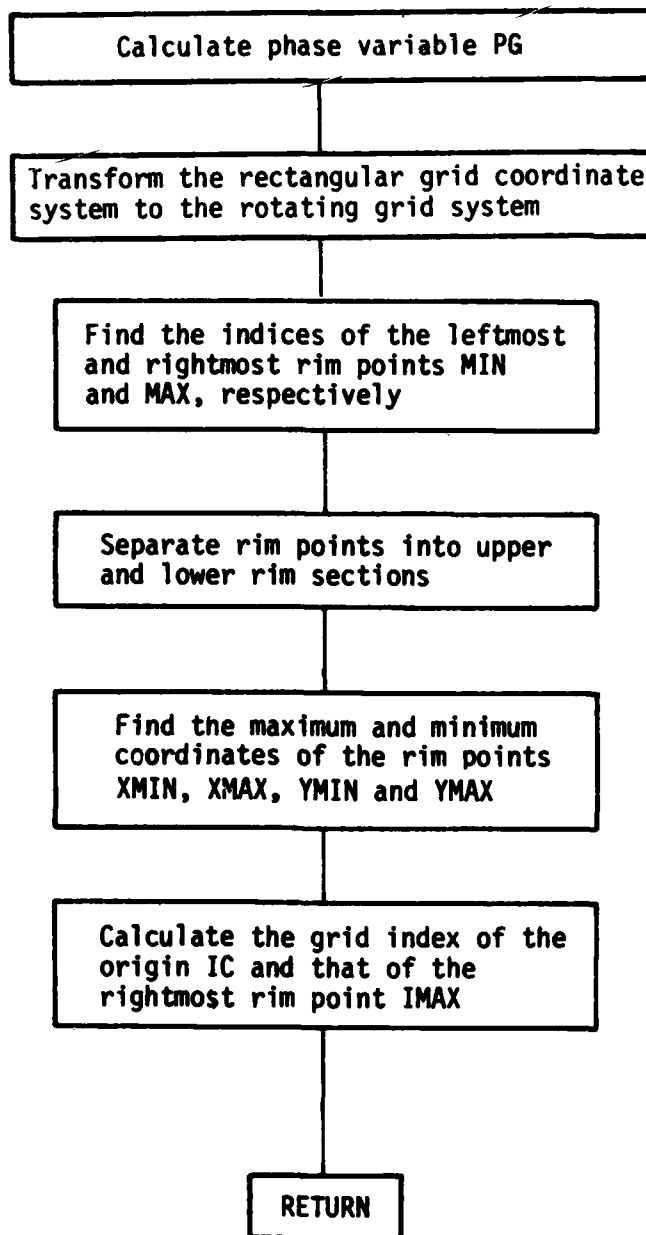 Calculate phase variable PG
Transform the rectangular grid coordinate
system to the rotating grid system
Find the indices of the leftmost
and rightmost rim points MIN
and MAX, respectively
Separate rim points into upper
and lower rim sections
Find the maximum and minimum
coordinates of the rim points
XMIN, XMAX, YMIN and YMAX
Calculate the grid index of the
origin IC and that of the
rightmost rim point IMAX
RETURN